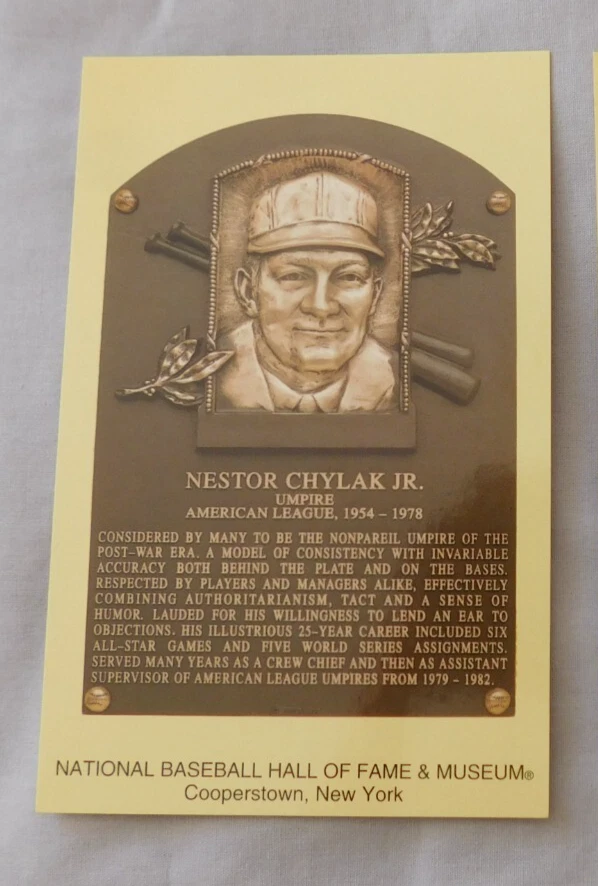 NESTOR CHYLAK JR.
UMPIRE
AMERICAN LEAGUE, 1954 – 1978
CONSIDERED BY MANY TO BE THE NONPAREIL UMPIRE OF THE
POST–WAR ERA. A MODEL OF CONSISTENCY WITH INVARIABLE
ACCURACY BOTH BEHIND THE PLATE AND ON THE BASES.
RESPECTED BY PLAYERS AND MANAGERS ALIKE, EFFECTIVELY
COMBINING AUTHORITARIANISM, TACT AND A SENSE OF
HUMOR. LAUDED FOR HIS WILLINGNESS TO LEND AN EAR TO
OBJECTIONS. HIS ILLUSTRIOUS 25-YEAR CAREER INCLUDED SIX
ALL-STAR GAMES AND FIVE WORLD SERIES ASSIGNMENTS.
SERVED MANY YEARS AS A CREW CHIEF AND THEN AS ASSISTANT
SUPERVISOR OF AMERICAN LEAGUE UMPIRES FROM 1979 – 1982.
NATIONAL BASEBALL HALL OF FAME & MUSEUM®
Cooperstown, New York